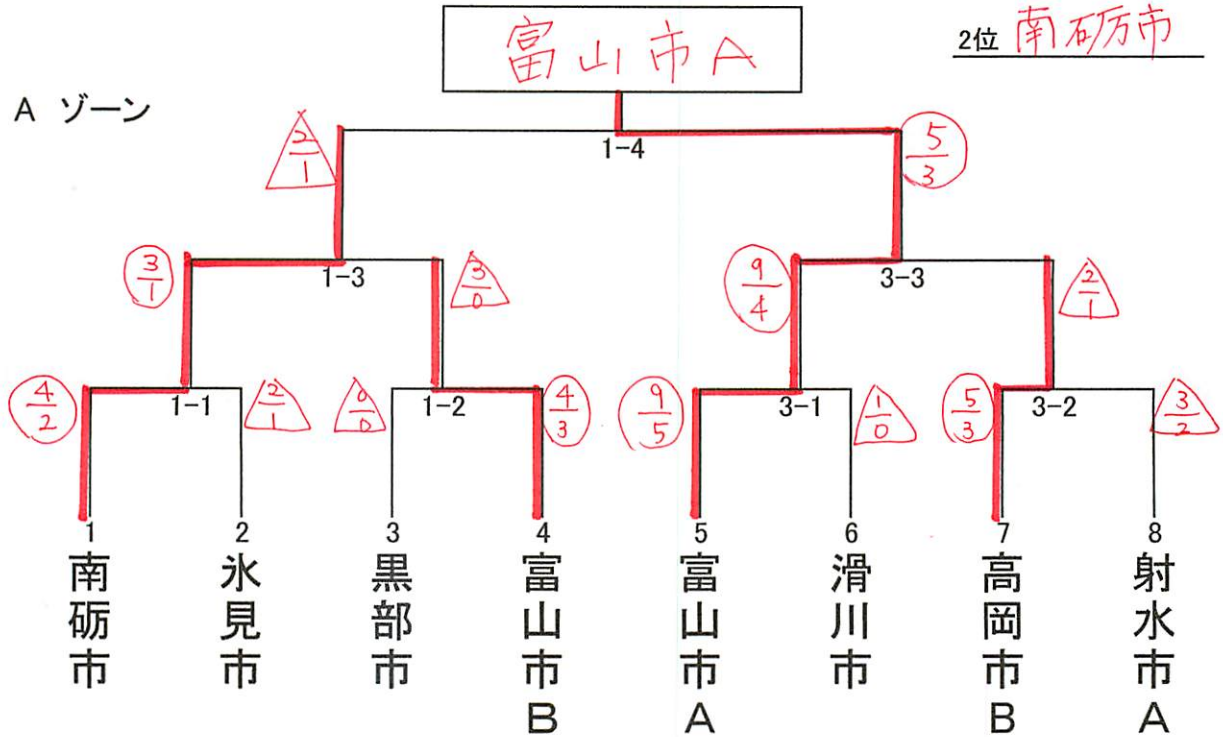 富山市A
2位 南砺市
A ゾーン
2/1
1-4
5/3
3/1
1-3
3/0
9/4
3-3
2/1
4/2
1-1
2/1
0/0
1-2
4/3
9/5
3-1
1/0
5/3
3-2
3/2
1 2 3 4 5 6 7 8
南砺市
氷見市
黒部市
富山市B
富山市A
滑川市
高岡市B
射水市A